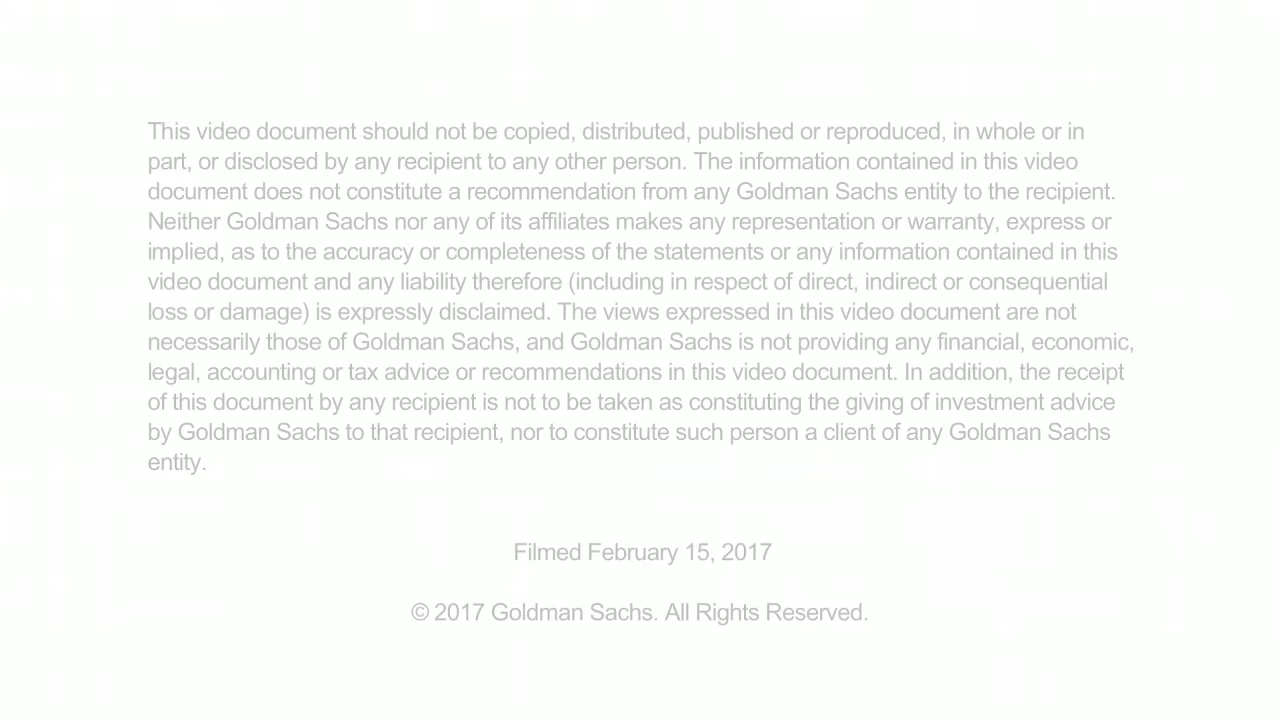 This video document should not be copied, distributed, published or reproduced, in whole or in
part, or disclosed by any recipient to any other person. The information contained in this video
document does not constitute a recommendation from any Goldman Sachs entity to the recipient.
Neither Goldman Sachs nor any of its affiliates makes any representation or warranty, express or
implied, as to the accuracy or completeness of the statements or any information contained in this
video document and any liability therefore (including in respect of direct, indirect or consequential
loss or damage) is expressly disclaimed. The views expressed in this video document are not
necessarily those of Goldman Sachs, and Goldman Sachs is not providing any financial, economic,
legal, accounting or tax advice or recommendations in this video document. In addition, the receipt
of this document by any recipient is not to be taken as constituting the giving of investment advice
by Goldman Sachs to that recipient, nor to constitute such person a client of any Goldman Sachs
entity.
Filmed February 15, 2017
© 2017 Goldman Sachs. All Rights Reserved.